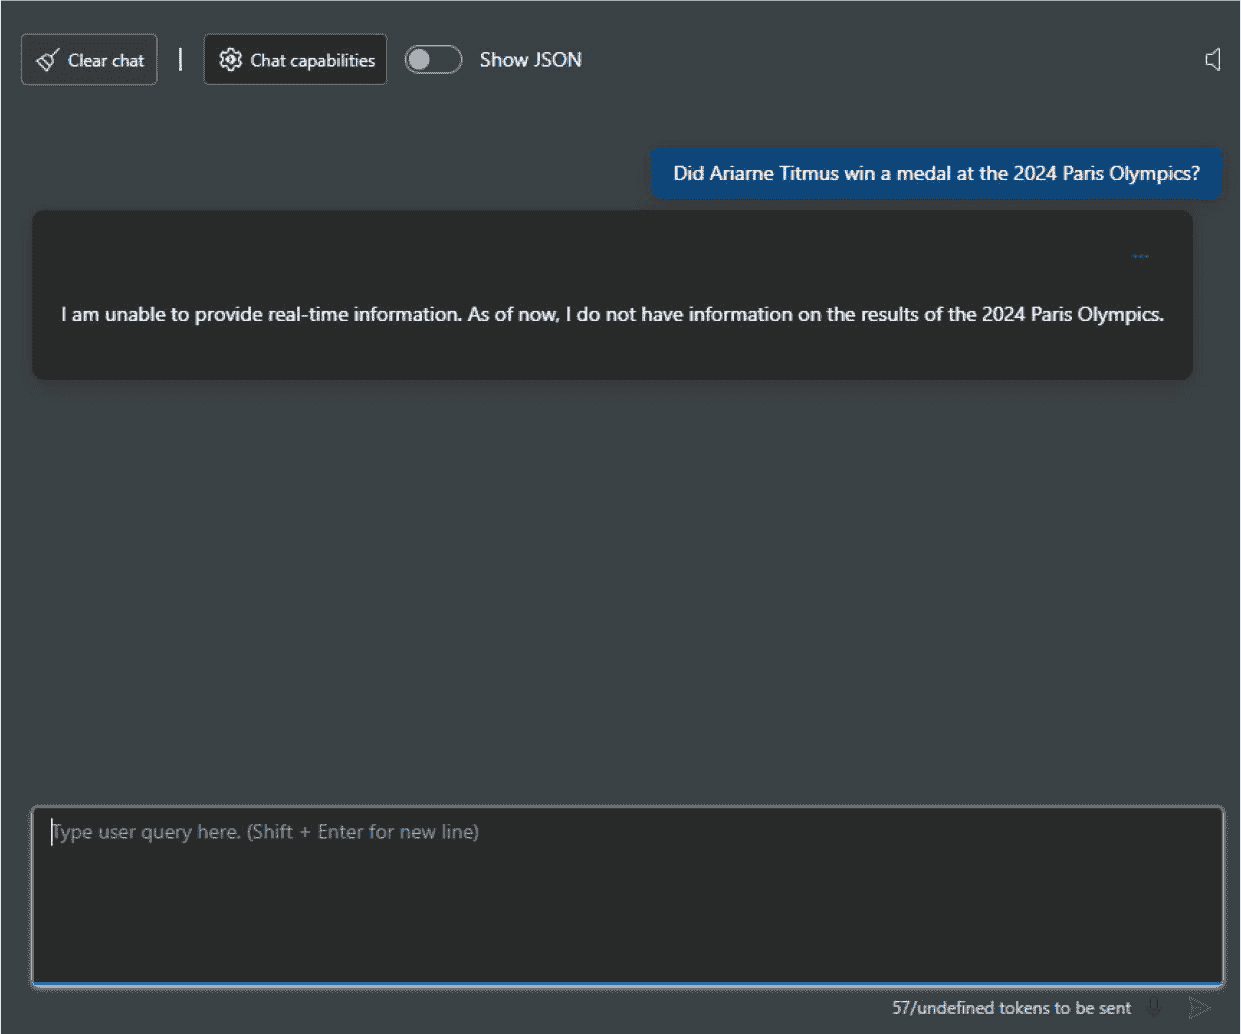 Clear chat | Chat capabilities Show JSON
Did Ariarne Titmus win a medal at the 2024 Paris Olympics?
...
I am unable to provide real-time information. As of now, I do not have information on the results of the 2024 Paris Olympics.
Type user query here. (Shift + Enter for new line)
57/undefined tokens to be sent